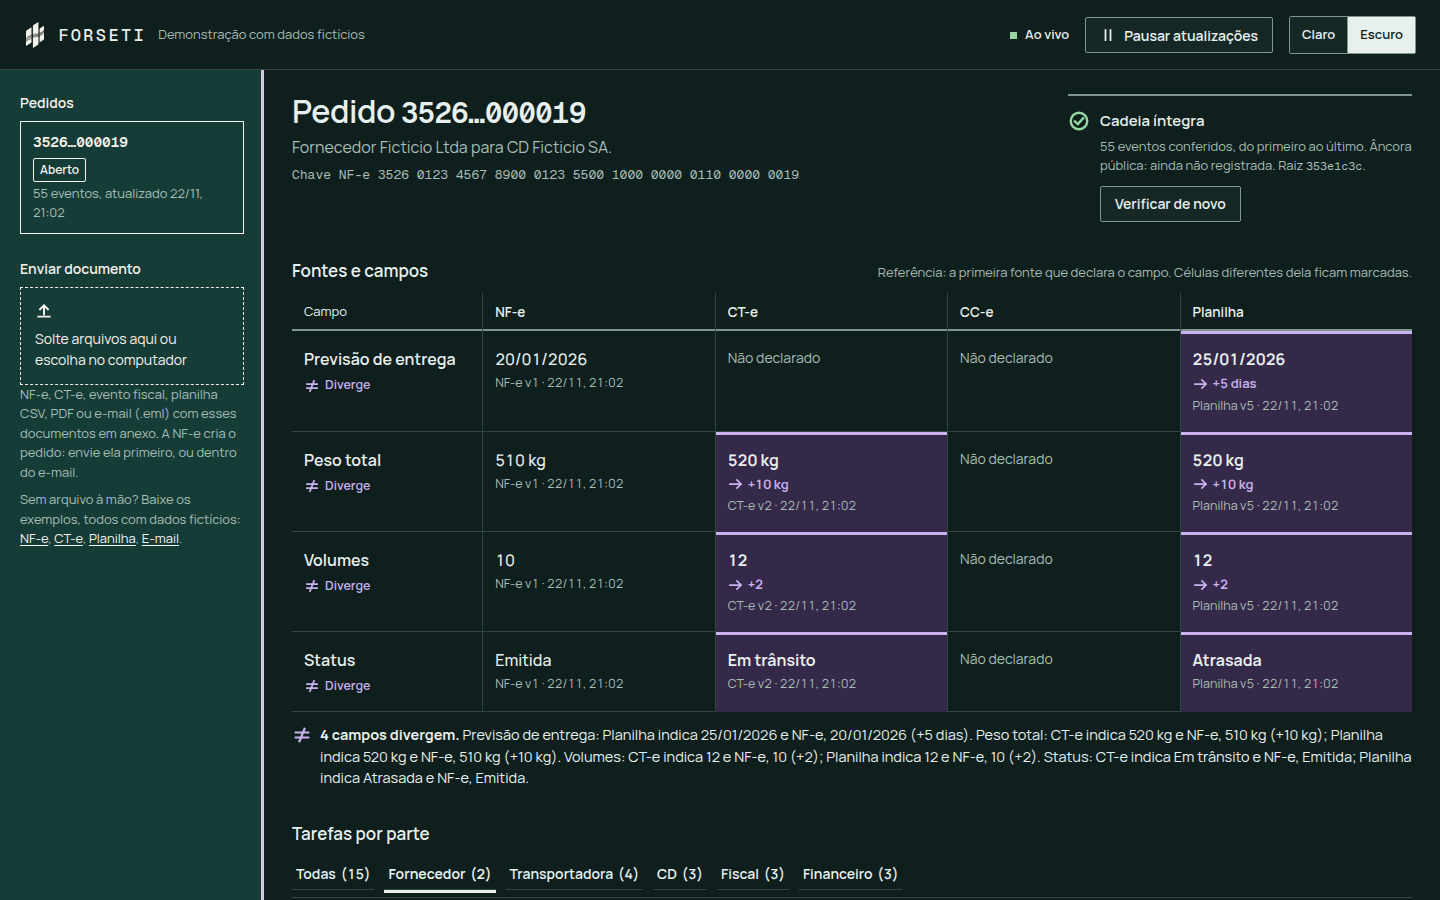 FORSETI Demonstração com dados fictícios
Ao vivo
Pausar atualizações
Claro Escuro
Pedidos
3526…000019
Aberto
55 eventos, atualizado 22/11,
21:02
Enviar documento
Solte arquivos aqui ou
escolha no computador
NF-e, CT-e, evento fiscal, planilha
CSV, PDF ou e-mail (.eml) com esses
documentos em anexo. A NF-e cria o
pedido: envie ela primeiro, ou dentro
do e-mail.
Sem arquivo à mão? Baixe os
exemplos, todos com dados fictícios:
NF-e, CT-e, Planilha, E-mail.
Pedido 3526…000019
Fornecedor Ficticio Ltda para CD Ficticio SA.
Chave NF-e 3526 0123 4567 8900 0123 5500 1000 0000 0110 0000 0019
Cadeia íntegra
55 eventos conferidos, do primeiro ao último. Âncora
pública: ainda não registrada. Raiz 353e1c3c.
Verificar de novo
Fontes e campos
Referência: a primeira fonte que declara o campo. Células diferentes dela ficam marcadas.
Campo NF-e CT-e CC-e Planilha
Previsão de entrega 20/01/2026 Não declarado Não declarado 25/01/2026
≠ Diverge NF-e v1 · 22/11, 21:02 → +5 dias
Planilha v5 · 22/11, 21:02
Peso total 510 kg 520 kg Não declarado 520 kg
≠ Diverge NF-e v1 · 22/11, 21:02 → +10 kg → +10 kg
CT-e v2 · 22/11, 21:02 Planilha v5 · 22/11, 21:02
Volumes 10 12 Não declarado 12
≠ Diverge NF-e v1 · 22/11, 21:02 → +2 → +2
CT-e v2 · 22/11, 21:02 Planilha v5 · 22/11, 21:02
Status Emitida Em trânsito Não declarado Atrasada
≠ Diverge NF-e v1 · 22/11, 21:02 CT-e v2 · 22/11, 21:02 Planilha v5 · 22/11, 21:02
≠ 4 campos divergem. Previsão de entrega: Planilha indica 25/01/2026 e NF-e, 20/01/2026 (+5 dias). Peso total: CT-e indica 520 kg e NF-e, 510 kg (+10 kg); Planilha
indica 520 kg e NF-e, 510 kg (+10 kg). Volumes: CT-e indica 12 e NF-e, 10 (+2); Planilha indica 12 e NF-e, 10 (+2). Status: CT-e indica Em trânsito e NF-e, Emitida; Planilha
indica Atrasada e NF-e, Emitida.
Tarefas por parte
Todas (15) Fornecedor (2) Transportadora (4) CD (3) Fiscal (3) Financeiro (3)